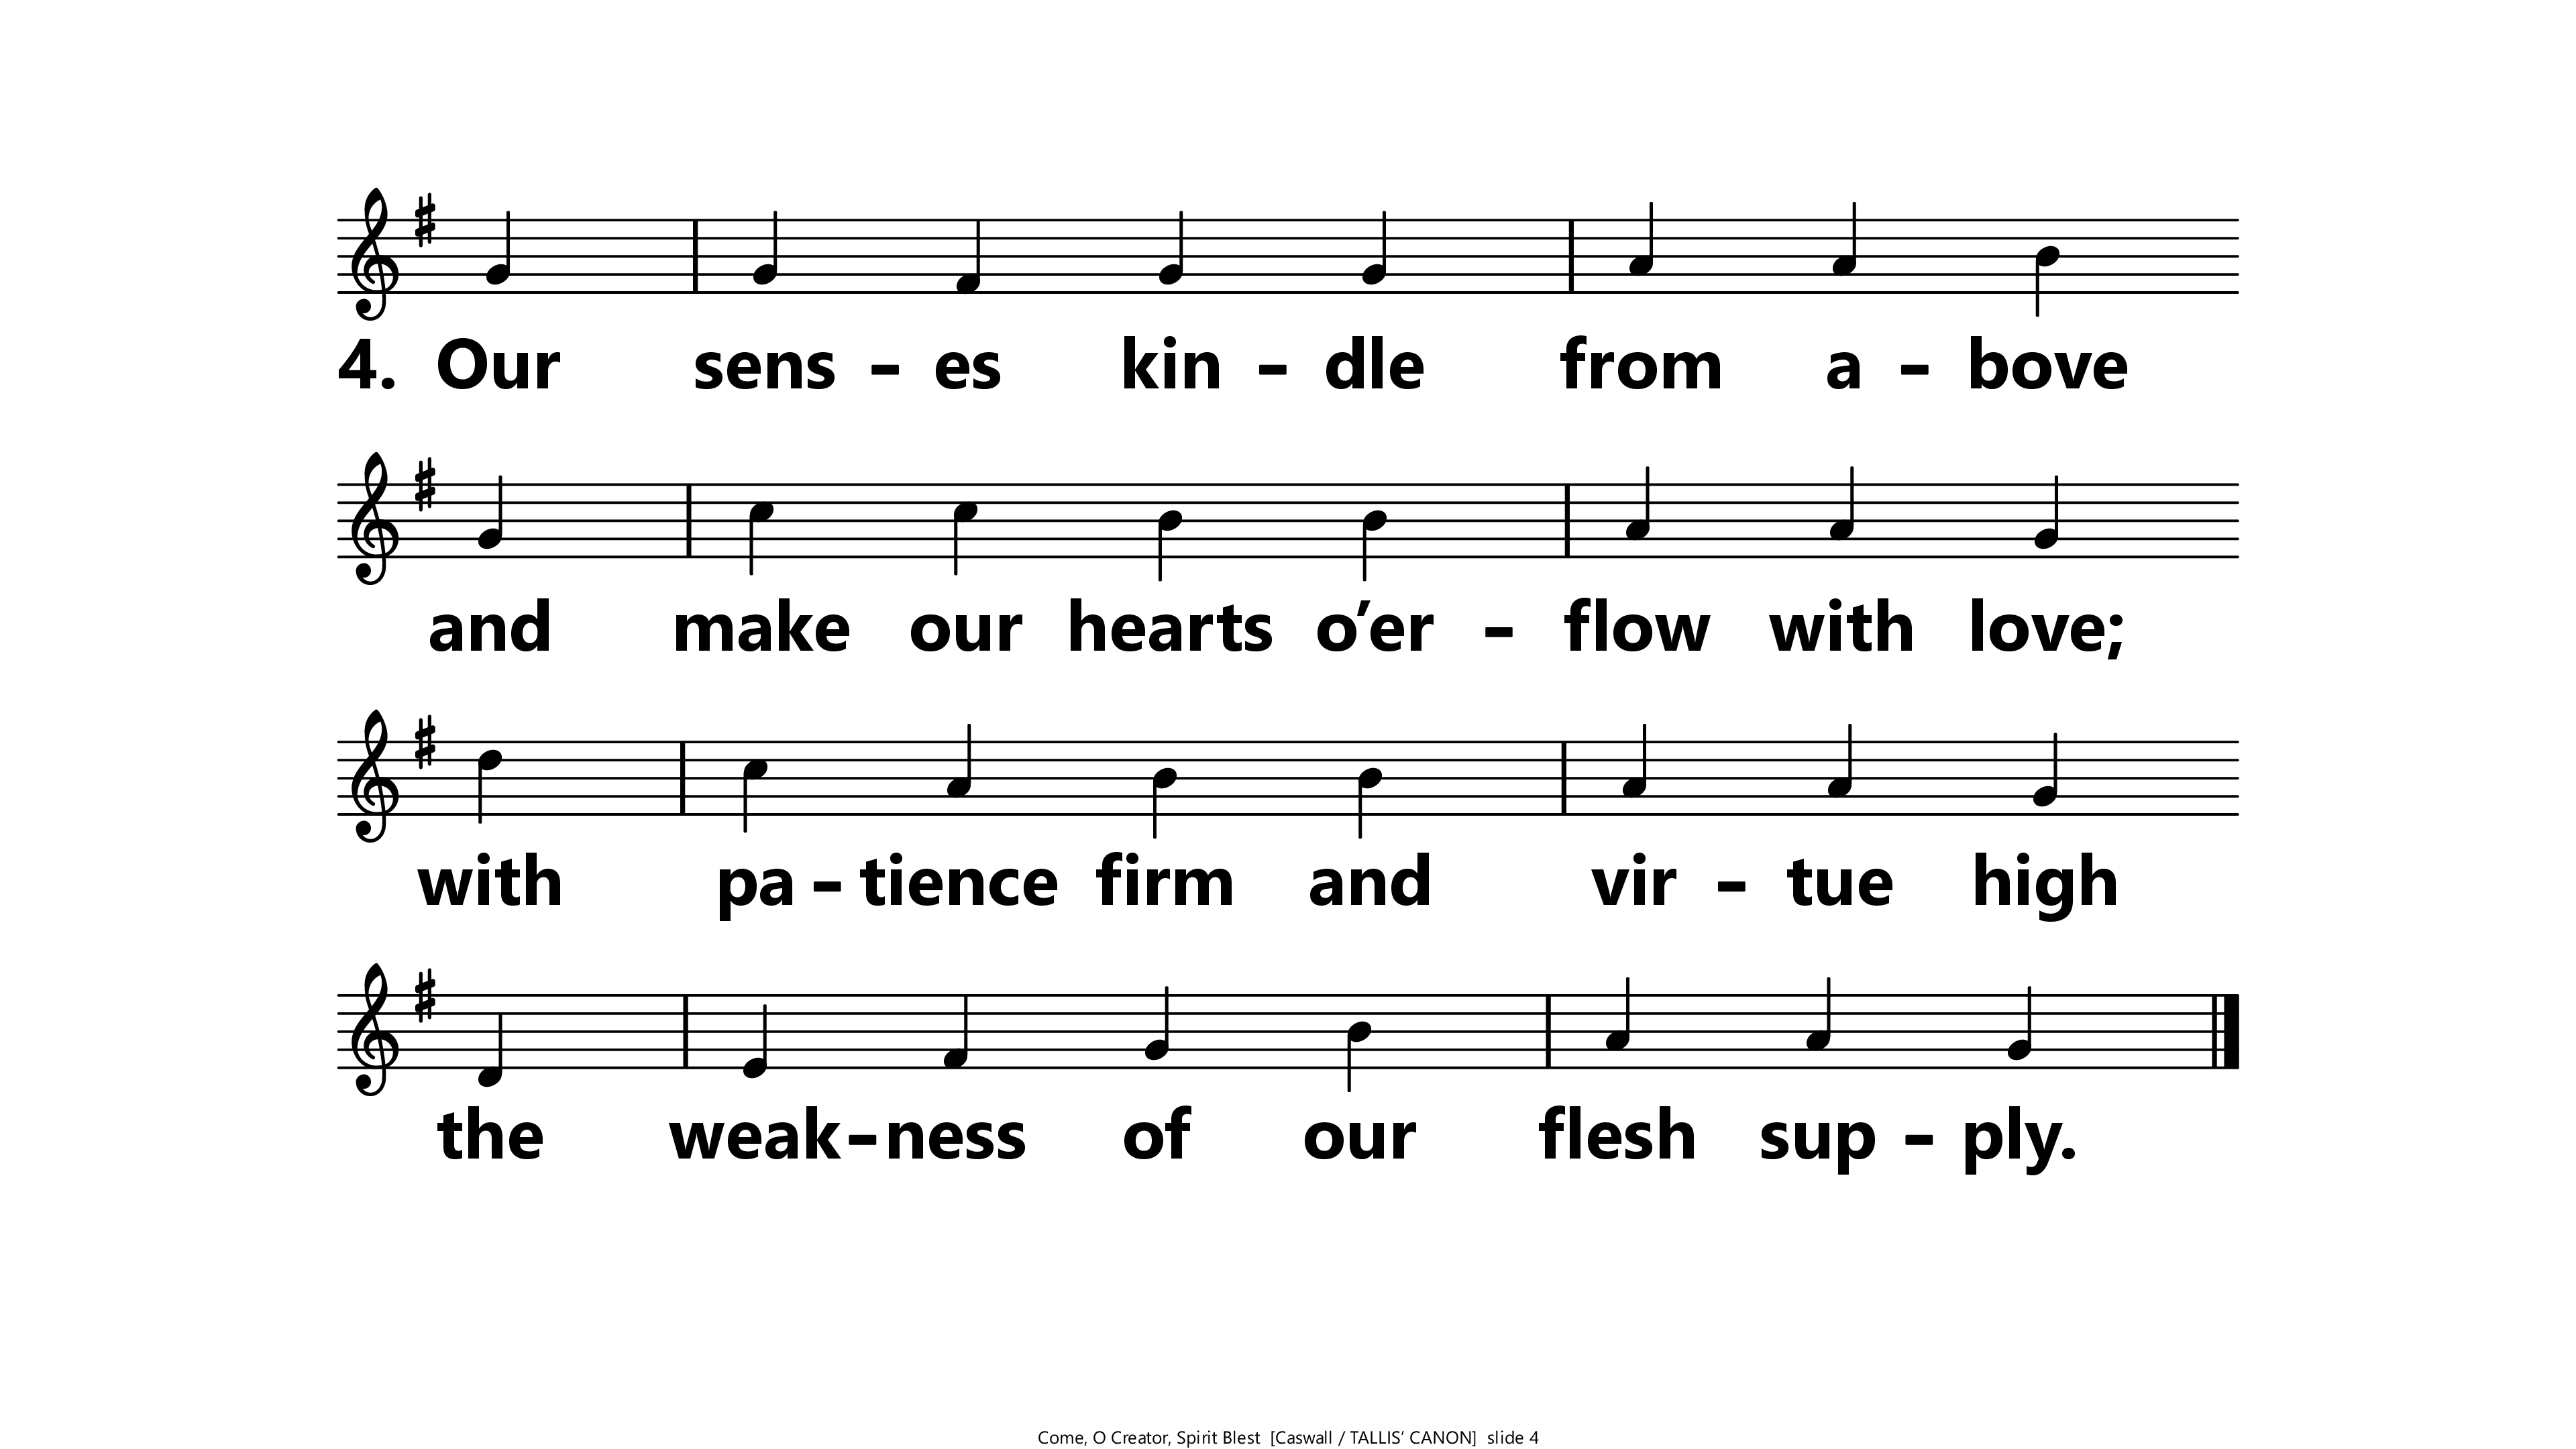 4. Our sens - es kin - dle from a - bove
and make our hearts o’er - flow with love;
with pa - tience firm and vir - tue high
the weak - ness of our flesh sup - ply.
Come, O Creator, Spirit Blest [Caswall / TALLIS’ CANON] slide 4